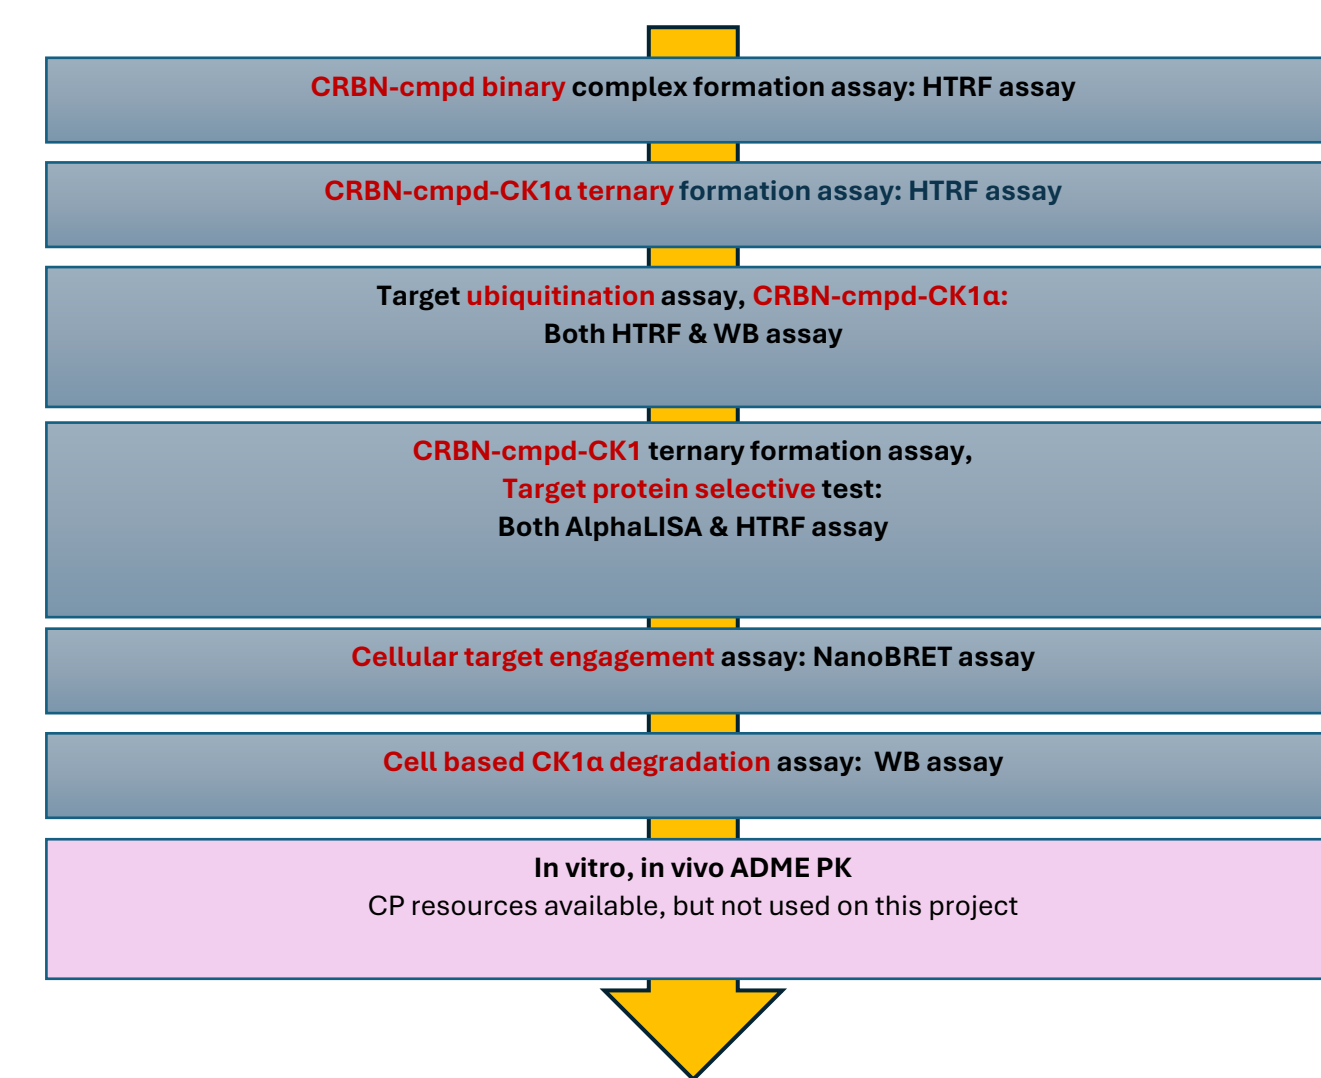 CRBN-cmpd binary complex formation assay: HTRF assay
CRBN-cmpd-CK1α ternary formation assay: HTRF assay
Target ubiquitination assay, CRBN-cmpd-CK1α:
Both HTRF & WB assay
CRBN-cmpd-CK1 ternary formation assay,
Target protein selective test:
Both AlphaLISA & HTRF assay
Cellular target engagement assay: NanoBRET assay
Cell based CK1α degradation assay: WB assay
In vitro, in vivo ADME PK
CP resources available, but not used on this project